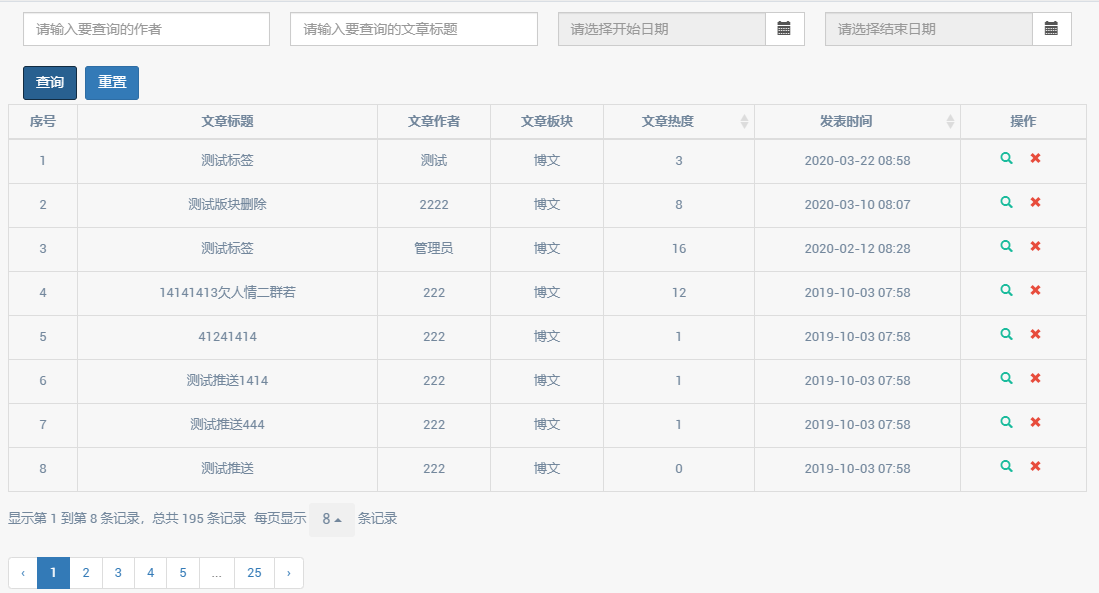 请输入要查询的作者 请输入要查询的文章标题 请选择开始日期 请选择结束日期
查询 重置
序号 文章标题 文章作者 文章板块 文章热度 发表时间 操作
1 测试标签 测试 博文 3 2020-03-22 08:58
2 测试版块删除 2222 博文 8 2020-03-10 08:07
3 测试标签 管理员 博文 16 2020-02-12 08:28
4 14141413欠人情二群若 222 博文 12 2019-10-03 07:58
5 41241414 222 博文 1 2019-10-03 07:58
6 测试推送1414 222 博文 1 2019-10-03 07:58
7 测试推送444 222 博文 1 2019-10-03 07:58
8 测试推送 222 博文 0 2019-10-03 07:58
显示第 1 到第 8 条记录，总共 195 条记录 每页显示 8 条记录
‹ 1 2 3 4 5 ... 25 ›